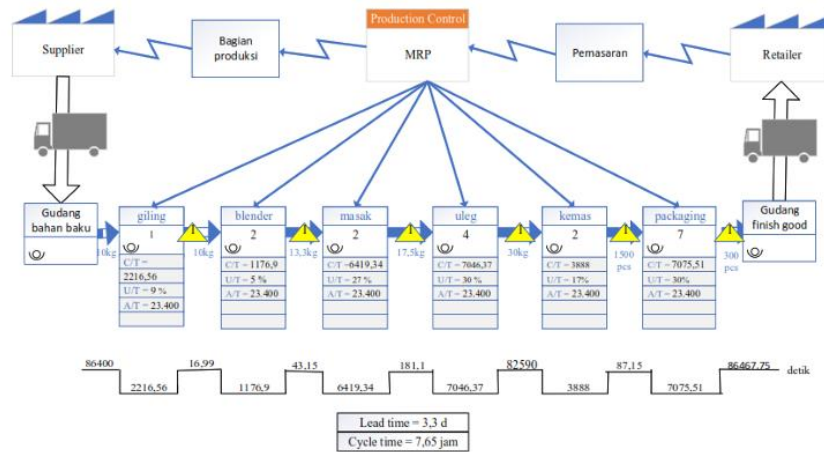 Supplier
Bagian
produksi
Production Control
MRP
Pemasaran
Retailer
Gudang
bahan baku
10kg
giling
1
C/T =
2216,56
U/T = 9 %
A/T = 23.400
I
10kg
blender
2
C/T = 1176,9
U/T = 5 %
A/T = 23.400
I
13,3kg
masak
2
C/T =6419,34
U/T = 27 %
A/T = 23.400
I
17,5kg
uleg
4
C/T = 7046,37
U/T = 30 %
A/T = 23.400
I
30kg
kemas
2
C/T = 3888
U/T = 17%
A/T = 23.400
I
1500
pcs
packaging
7
C/T = 7075,51
U/T = 30%
A/T = 23.400
I
300
pcs
Gudang
finish good
86400
16,99
43,15
181,1
82590
87,15
86467.75
detik
2216,56
1176,9
6419,34
7046,37
3888
7075,51
Lead time = 3,3 d
Cycle time = 7,65 jam